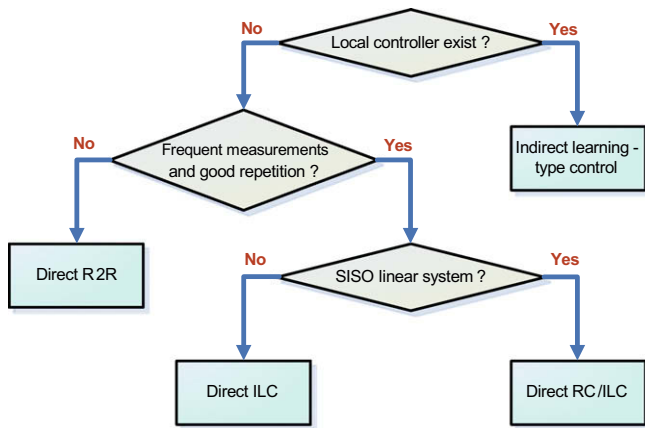 Local controller exist ?
No
Yes
Frequent measurements
and good repetition ?
Indirect learning -
type control
No
Yes
Direct R2R
SISO linear system ?
No
Yes
Direct ILC
Direct RC/ILC